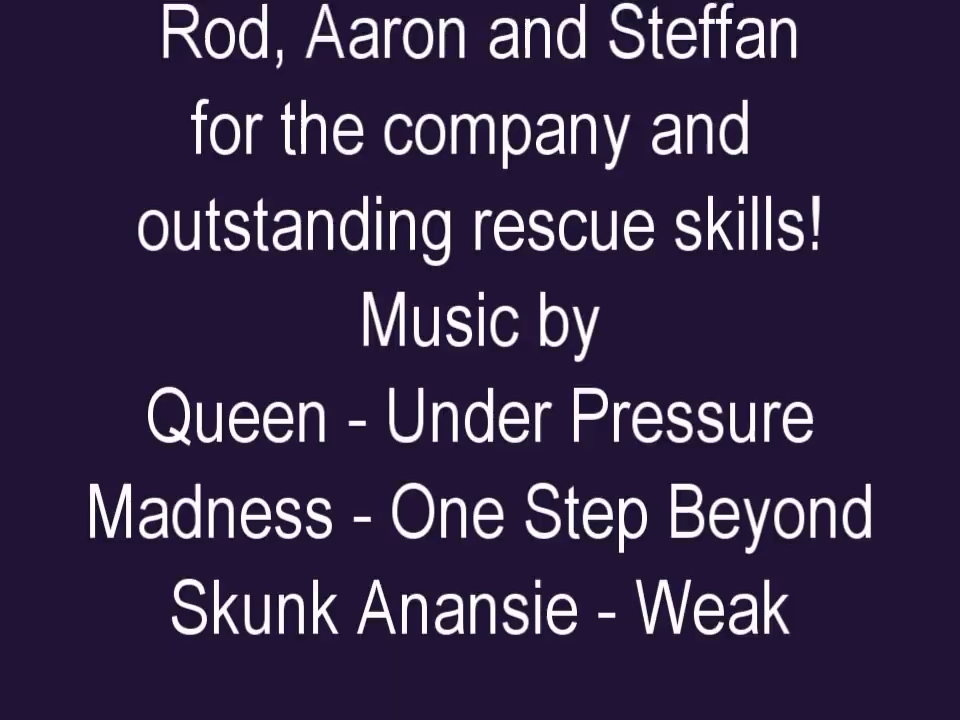 Rod, Aaron and Steffan
for the company and
outstanding rescue skills!
Music by
Queen - Under Pressure
Madness - One Step Beyond
Skunk Anansie - Weak